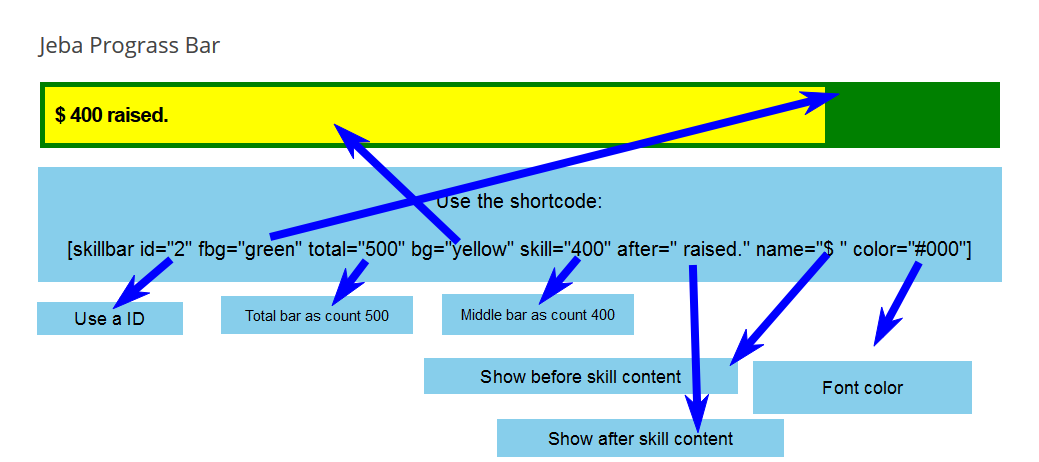 Jeba Prograss Bar
$ 400 raised.
Use the shortcode:
[skillbar id="2" fbg="green" total="500" bg="yellow" skill="400" after=" raised." name="$ " color="#000"]
Use a ID
Total bar as count 500
Middle bar as count 400
Show before skill content
Font color
Show after skill content